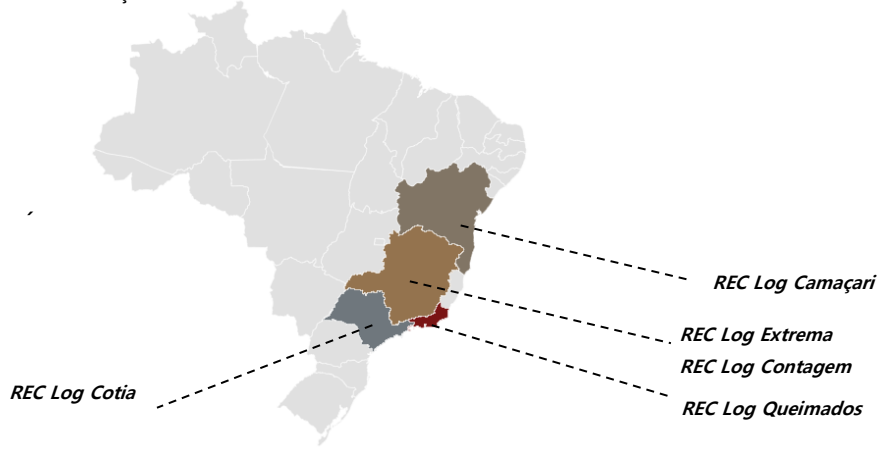 REC Log Camaçari
REC Log Extrema
REC Log Contagem
REC Log Cotia
REC Log Queimados